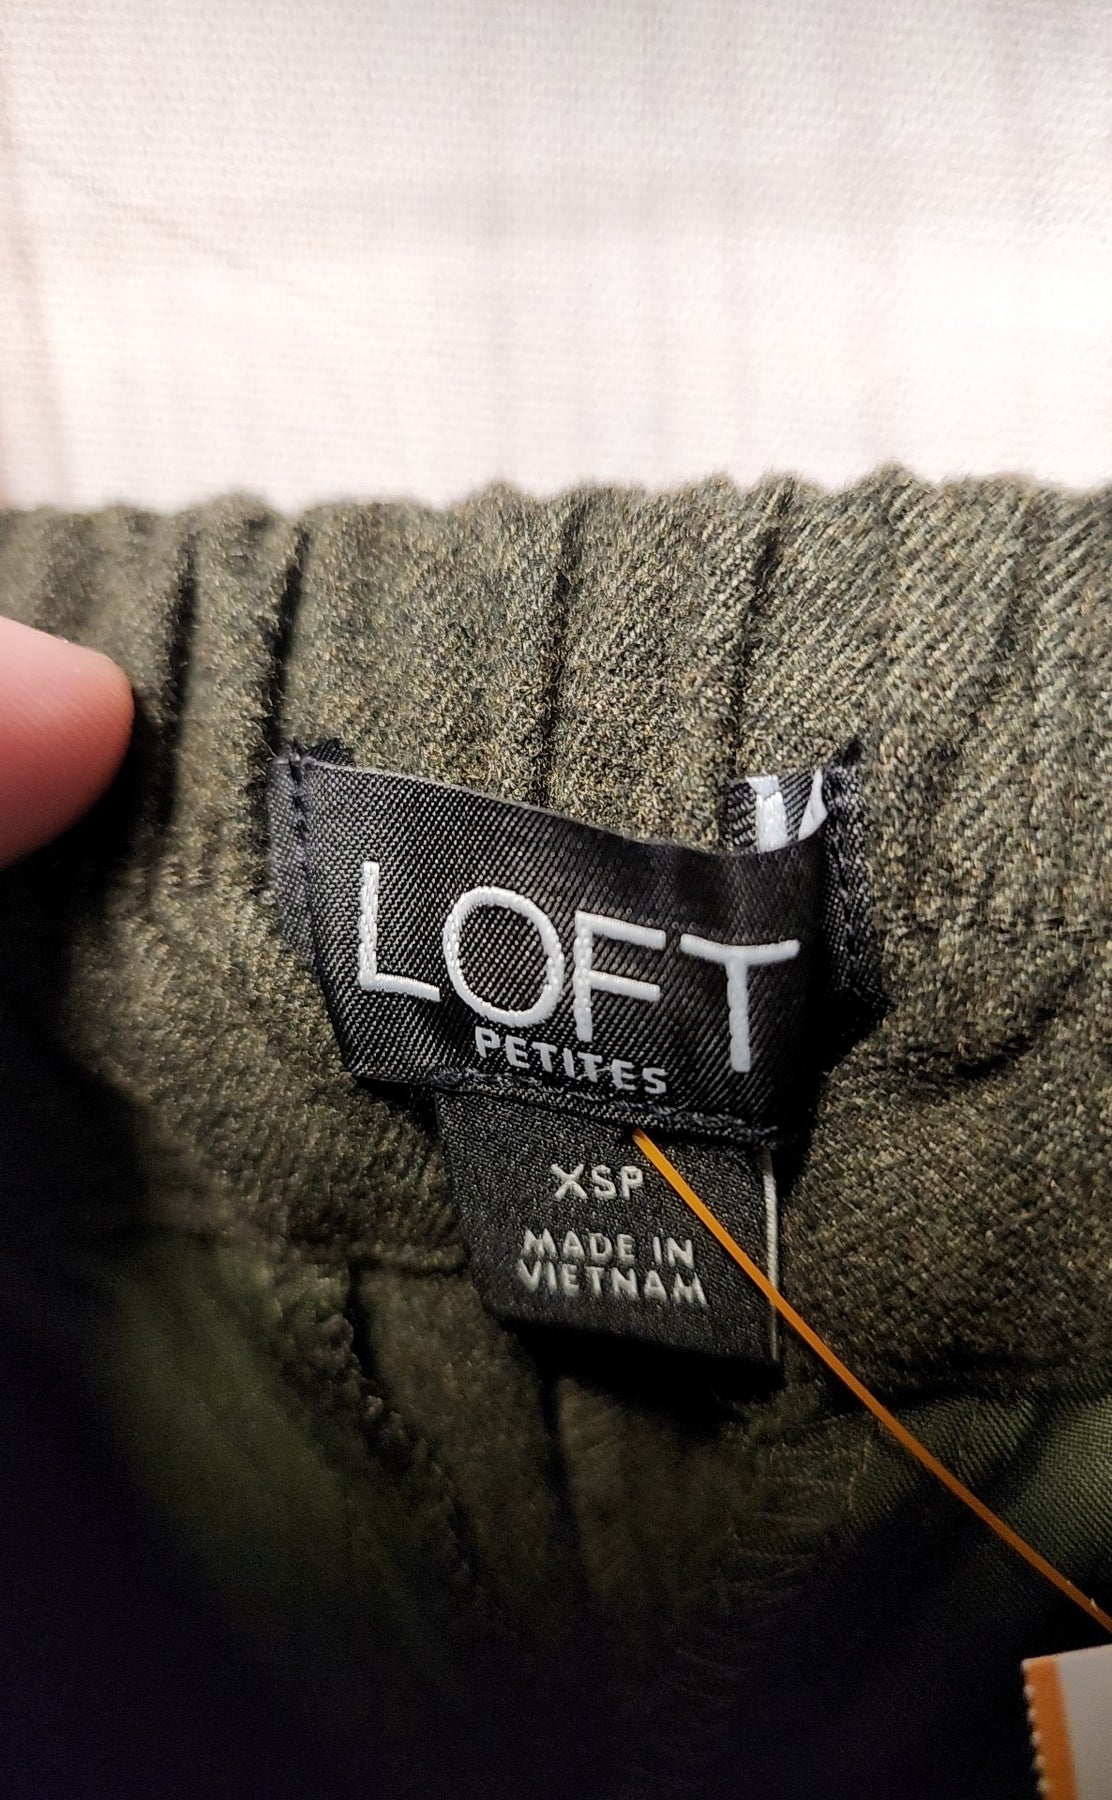 LOFT
PETITES
XSP
MADE IN
VIETNAM